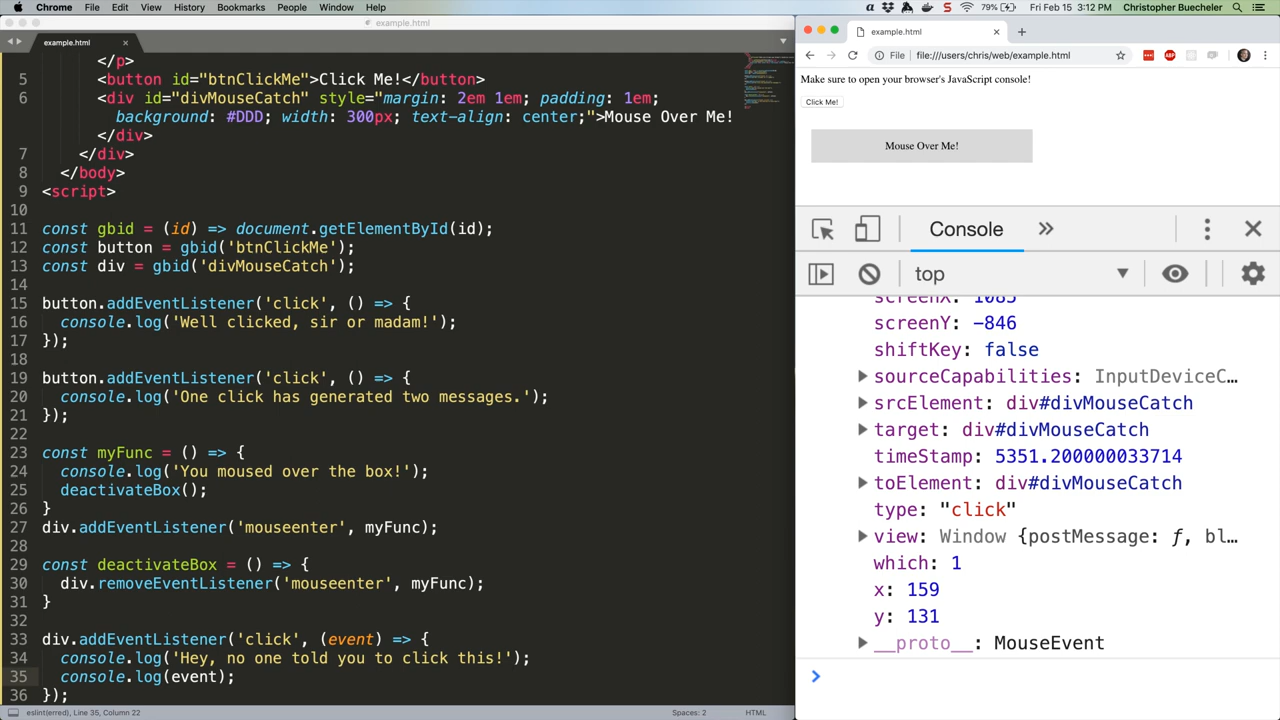 Chrome File Edit View History Bookmarks People Window Help
79% Fri Feb 15 3:12 PM Christopher Buechler
example.html
example.html ×
</p>
5 <button id="btnClickMe">Click Me!</button>
6 <div id="divMouseCatch" style="margin: 2em 1em; padding: 1em;
background: #DDD; width: 300px; text-align: center;">Mouse Over Me!
</div>
7 </div>
8 </body>
9 <script>
10
11 const gbid = (id) => document.getElementById(id);
12 const button = gbid('btnClickMe');
13 const div = gbid('divMouseCatch');
14
15 button.addEventListener('click', () => {
16 console.log('Well clicked, sir or madam!');
17 });
18
19 button.addEventListener('click', () => {
20 console.log('One click has generated two messages.');
21 });
22
23 const myFunc = () => {
24 console.log('You moused over the box!');
25 deactivateBox();
26 }
27 div.addEventListener('mouseenter', myFunc);
28
29 const deactivateBox = () => {
30 div.removeEventListener('mouseenter', myFunc);
31 }
32
33 div.addEventListener('click', (event) => {
34 console.log('Hey, no one told you to click this!');
35 console.log(event);
36 });
eslint(erred), Line 35, Column 22
Spaces: 2 HTML
example.html
File file:///users/chris/web/example.html
Make sure to open your browser's JavaScript console!
Click Me!
Mouse Over Me!
Console
top
screenX: 1085
screenY: -846
shiftKey: false
sourceCapabilities: InputDeviceC…
srcElement: div#divMouseCatch
target: div#divMouseCatch
timeStamp: 5351.200000033714
toElement: div#divMouseCatch
type: "click"
view: Window {postMessage: ƒ, bl…
which: 1
x: 159
y: 131
__proto__: MouseEvent